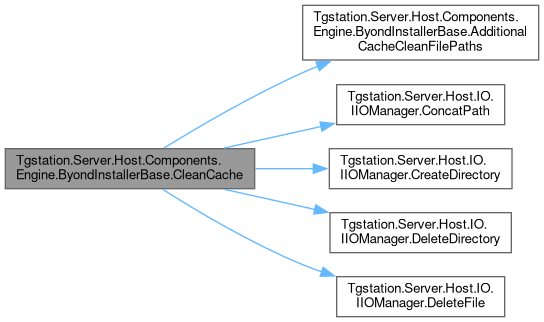 Tgstation.Server.Host.Components.
Engine.ByondInstallerBase.Additional
CacheCleanFilePaths
Tgstation.Server.Host.IO.
IIOManager.ConcatPath
Tgstation.Server.Host.Components.
Engine.ByondInstallerBase.CleanCache
Tgstation.Server.Host.IO.
IIOManager.CreateDirectory
Tgstation.Server.Host.IO.
IIOManager.DeleteDirectory
Tgstation.Server.Host.IO.
IIOManager.DeleteFile